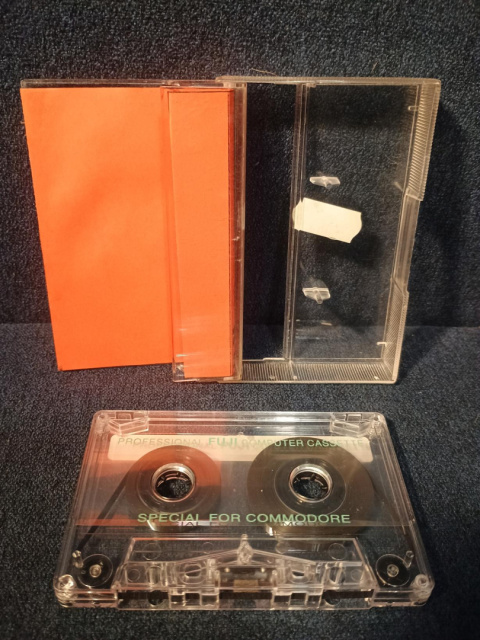 PROFESSIONAL FUJI COMPUTER CASSETTE
SPECIAL FOR COMMODORE